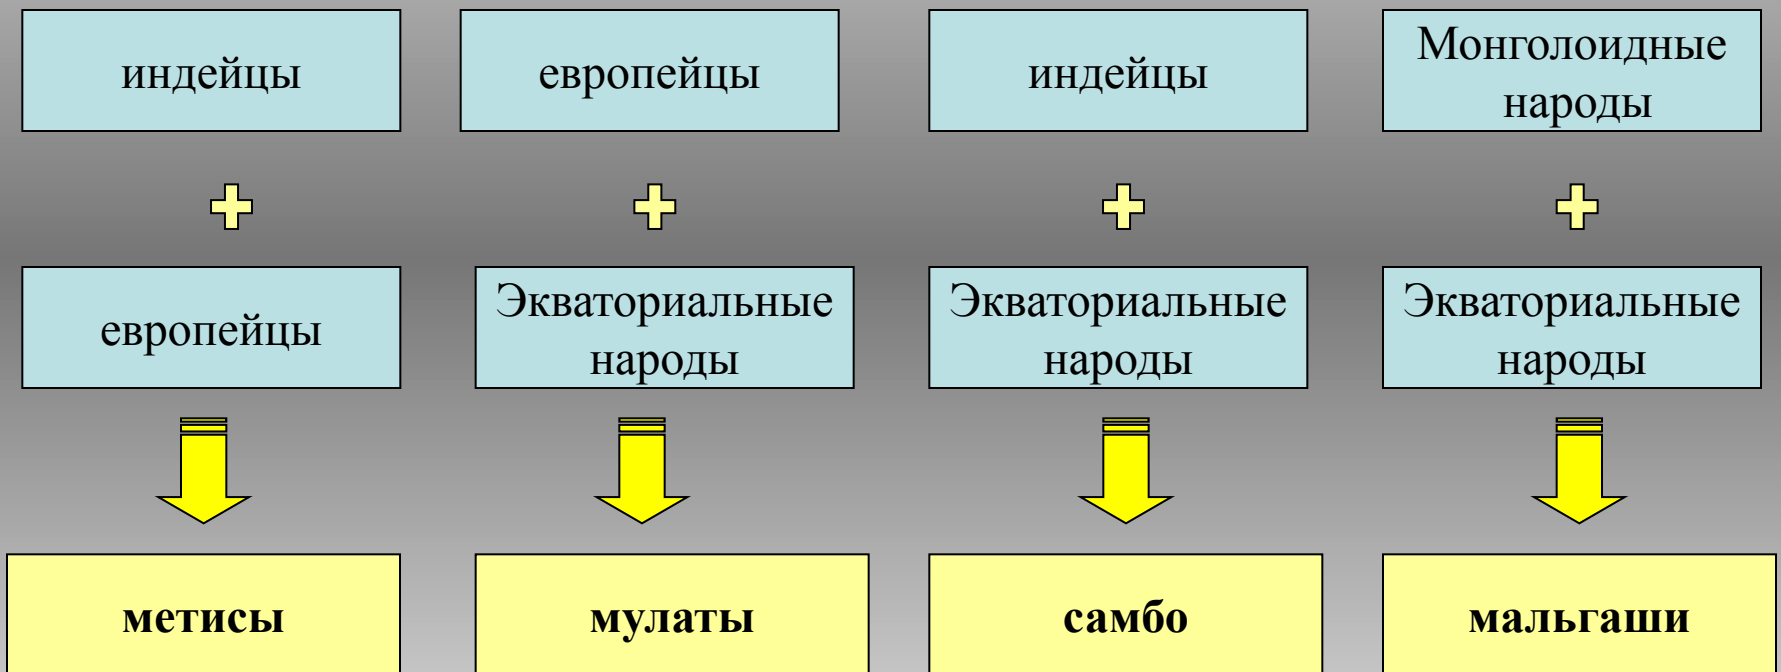 индейцы
европейцы
индейцы
Монголоидные
народы
европейцы
Экваториальные
народы
Экваториальные
народы
Экваториальные
народы
метисы
мулаты
самбо
мальгаши